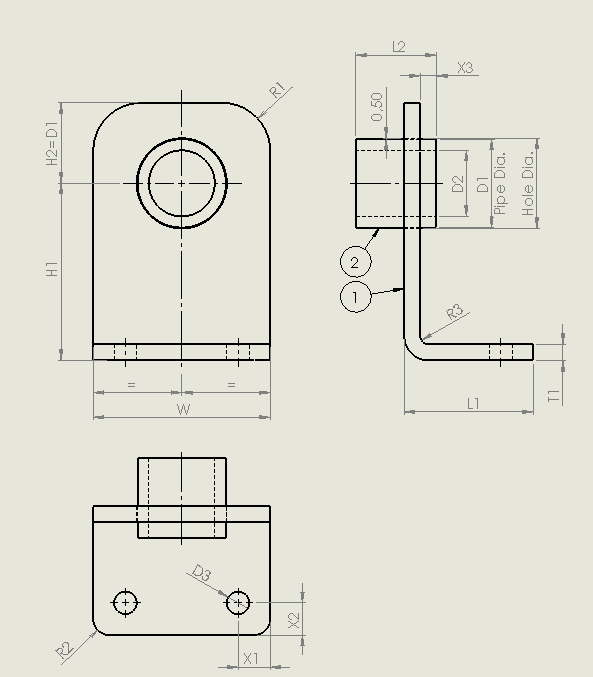 L2
X3
R1
0,50
H2= D1
D2
D1
Pipe Dia.
Hole Dia.
2
H1
1
R3
=
=
W
L1
T1
D3
X2
R2
X1